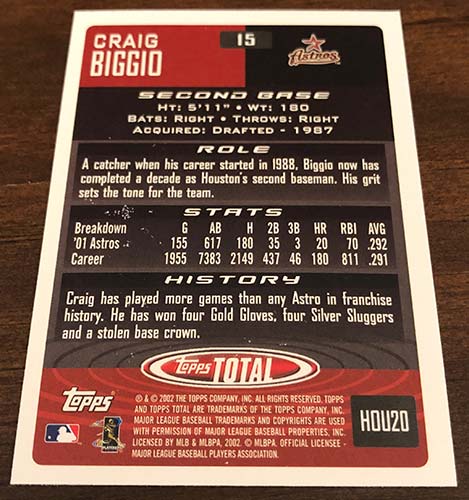 CRAIG
BIGGIO
15
Astros
SECOND BASE
HT: 5'11" • WT: 180
BATS: RIGHT • THROWS: RIGHT
ACQUIRED: DRAFTED - 1987
ROLE
A catcher when his career started in 1988, Biggio now has
completed a decade as Houston's second baseman. His grit
sets the tone for the team.
STATS
Breakdown G AB H 2B 3B HR RBI AVG
'01 Astros 155 617 180 35 3 20 70 .292
Career 1955 7383 2149 437 46 180 811 .291
HISTORY
Craig has played more games than any Astro in franchise
history. He has won four Gold Gloves, four Silver Sluggers
and a stolen base crown.
Topps TOTAL
Topps
® & © 2002 THE TOPPS COMPANY, INC. ALL RIGHTS RESERVED. TOPPS
AND TOPPS TOTAL ARE TRADEMARKS OF THE TOPPS COMPANY, INC.
MAJOR LEAGUE BASEBALL TRADEMARKS AND COPYRIGHTS ARE USED
WITH PERMISSION OF MAJOR LEAGUE BASEBALL PROPERTIES, INC.
LICENSED BY MLB & MLBPA, 2002. © MLBPA. OFFICIAL LICENSEE -
MAJOR LEAGUE BASEBALL PLAYERS ASSOCIATION.
HOU20